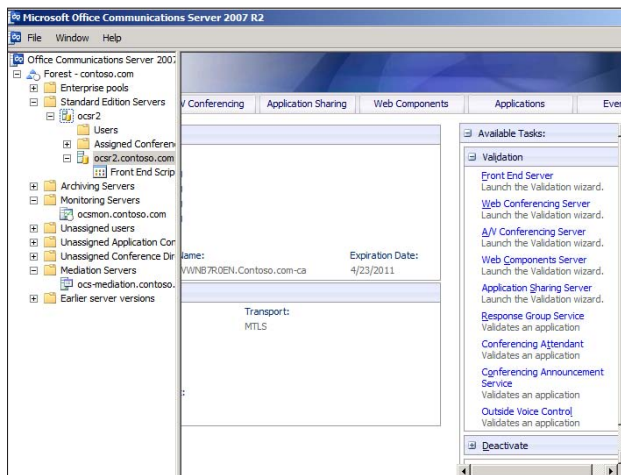 Microsoft Office Communications Server 2007 R2
File Window Help
Office Communications Server 2007
Forest - contoso.com
Enterprise pools
Standard Edition Servers
ocsr2
Users
Assigned Conferen
ocsr2.contoso.com
Front End Scrip
Archiving Servers
Monitoring Servers
ocsmon.contoso.com
Unassigned users
Unassigned Application Con
Unassigned Conference Dir
Mediation Servers
ocs-mediation.contoso.
Earlier server versions
V Conferencing Application Sharing Web Components Applications Ever
Name: Expiration Date:
VWNB7R0EN.Contoso.com-ca 4/23/2011
Transport:
MTLS
Available Tasks:
Validation
Front End Server
Launch the Validation wizard.
Web Conferencing Server
Launch the Validation wizard.
A/V Conferencing Server
Launch the Validation wizard.
Web Components Server
Launch the Validation wizard.
Application Sharing Server
Launch the Validation wizard.
Response Group Service
Validates an application
Conferencing Attendant
Validates an application
Conferencing Announcement
Service
Validates an application
Outside Voice Control
Validates an application
Deactivate